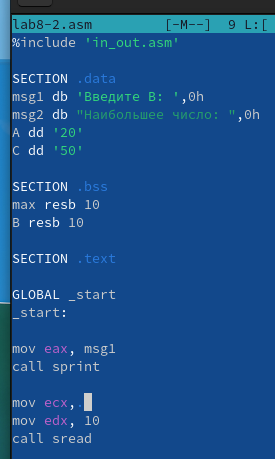 lab8-2.asm [-M--] 9 L:[
%include 'in_out.asm'
SECTION .data
msg1 db 'Введите B: ',0h
msg2 db "Наибольшее число: ",0h
A dd '20'
C dd '50'
SECTION .bss
max resb 10
B resb 10
SECTION .text
GLOBAL _start
_start:
mov eax, msg1
call sprint
mov ecx,
mov edx, 10
call sread